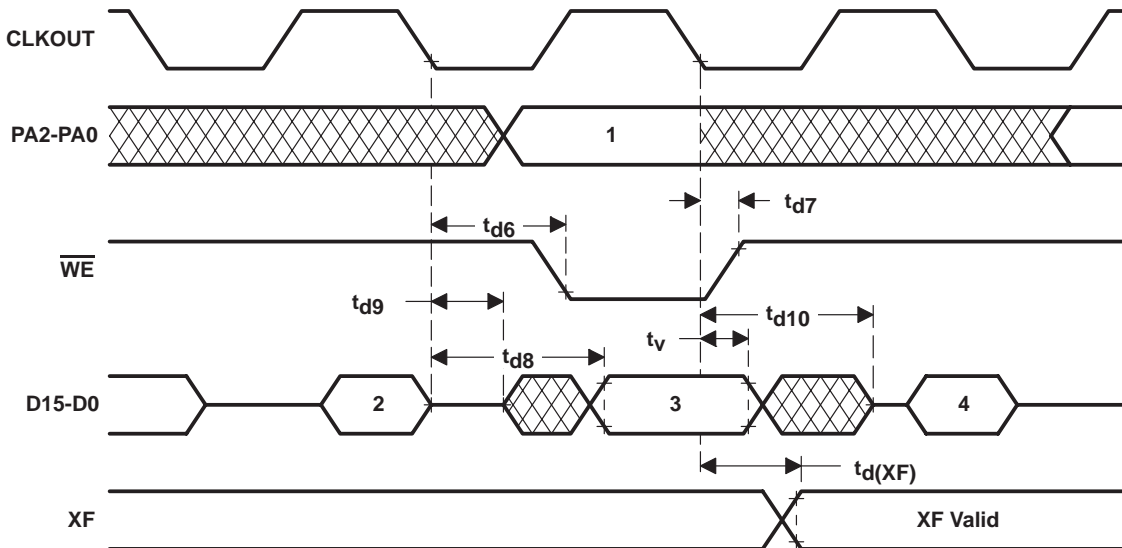 CLKOUT
PA2-PA0
1
td7
td6
WE
td9
td10
tv
td8
D15-D0
2
3
4
td(XF)
XF
XF Valid